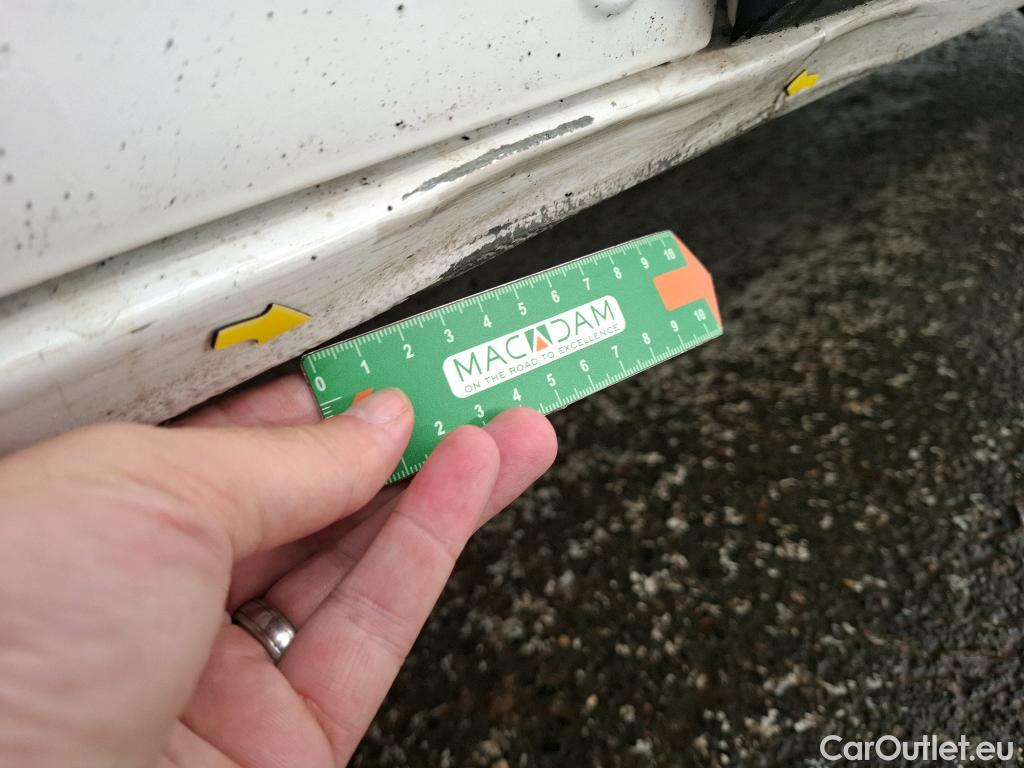 0 1 2 3 4 5 6 7 8 9 10
MACADAM
ON THE ROAD TO EXCELLENCE
2 3 4 5 6 7 8 9 10
CarOutlet.eu